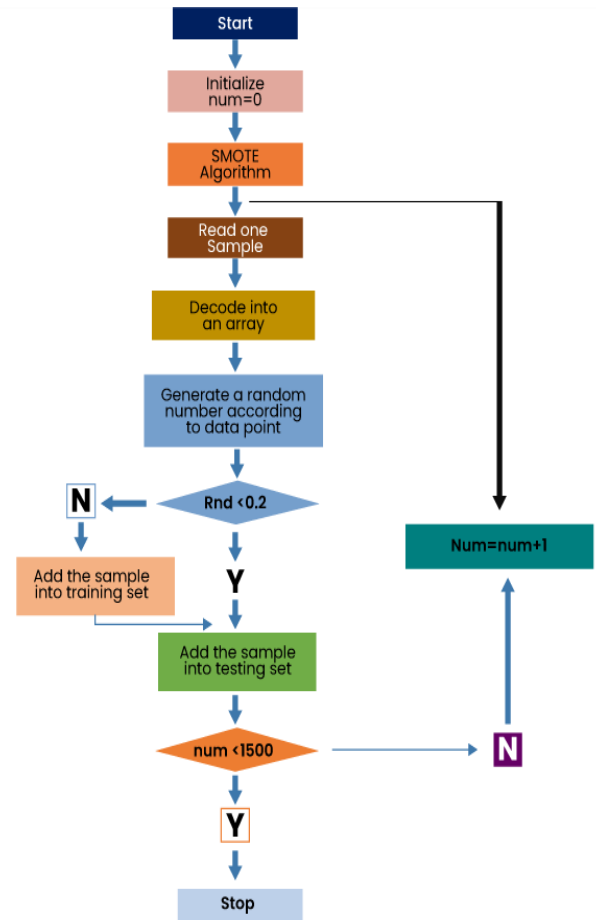 Start
Initialize
num=0
SMOTE
Algorithm
Read one
Sample
Decode into
an array
Generate a random
number according
to data point
Rnd <0.2
N
Y
Add the sample
into training set
Add the sample
into testing set
num <1500
N
Num=num+1
Y
Stop